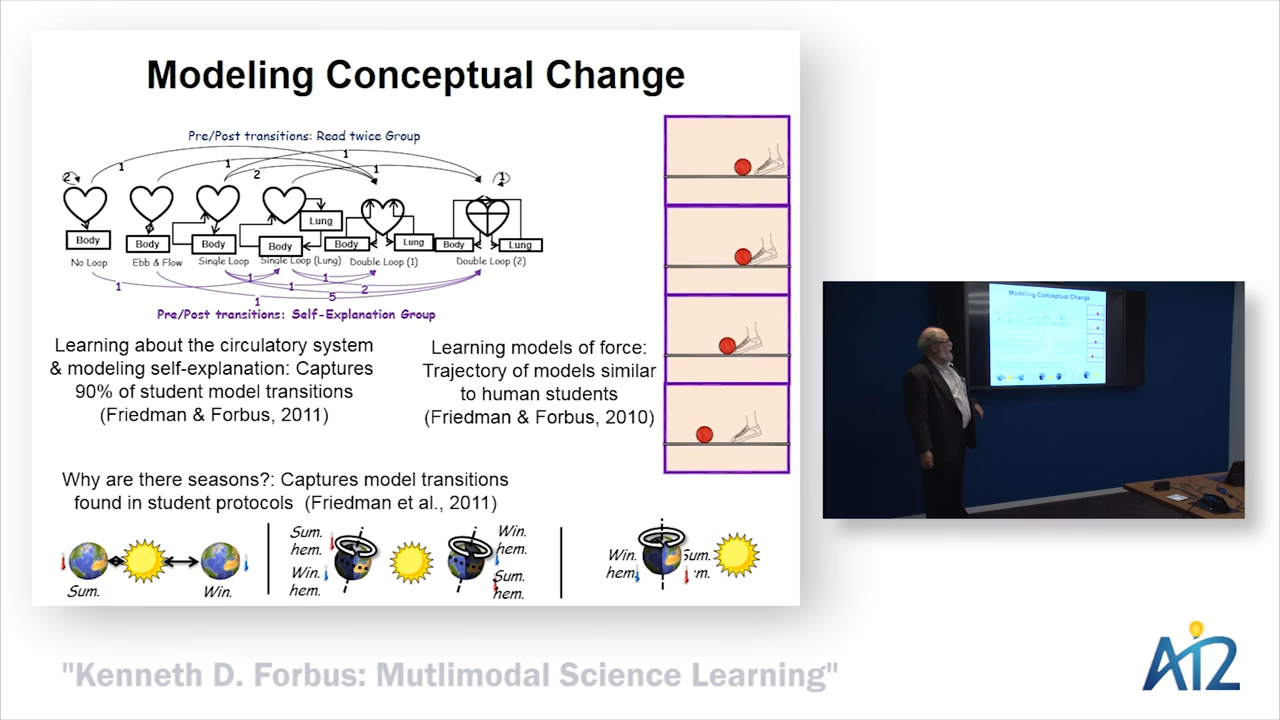 Modeling Conceptual Change
Pre/Post transitions: Read twice Group
1
1
2
1
1
2
1
Lung
Body
Body
Body
Body
Body
Lung
Body
Lung
No Loop
Ebb & Flow
Single Loop
Single Loop (Lung)
Double Loop (1)
Double Loop (2)
1
1
1
1
1
5
2
Pre/Post transitions: Self-Explanation Group
Learning about the circulatory system
& modeling self-explanation: Captures
90% of student model transitions
(Friedman & Forbus, 2011)
Learning models of force:
Trajectory of models similar
to human students
(Friedman & Forbus, 2010)
Why are there seasons?: Captures model transitions
found in student protocols (Friedman et al., 2011)
Sum.
Win.
Sum.
hem.
Win.
hem.
Win.
hem.
Sum.
hem.
Win.
hem.
Sum.
Modeling Conceptual Change
"Kenneth D. Forbus: Mutlimodal Science Learning"
AI2